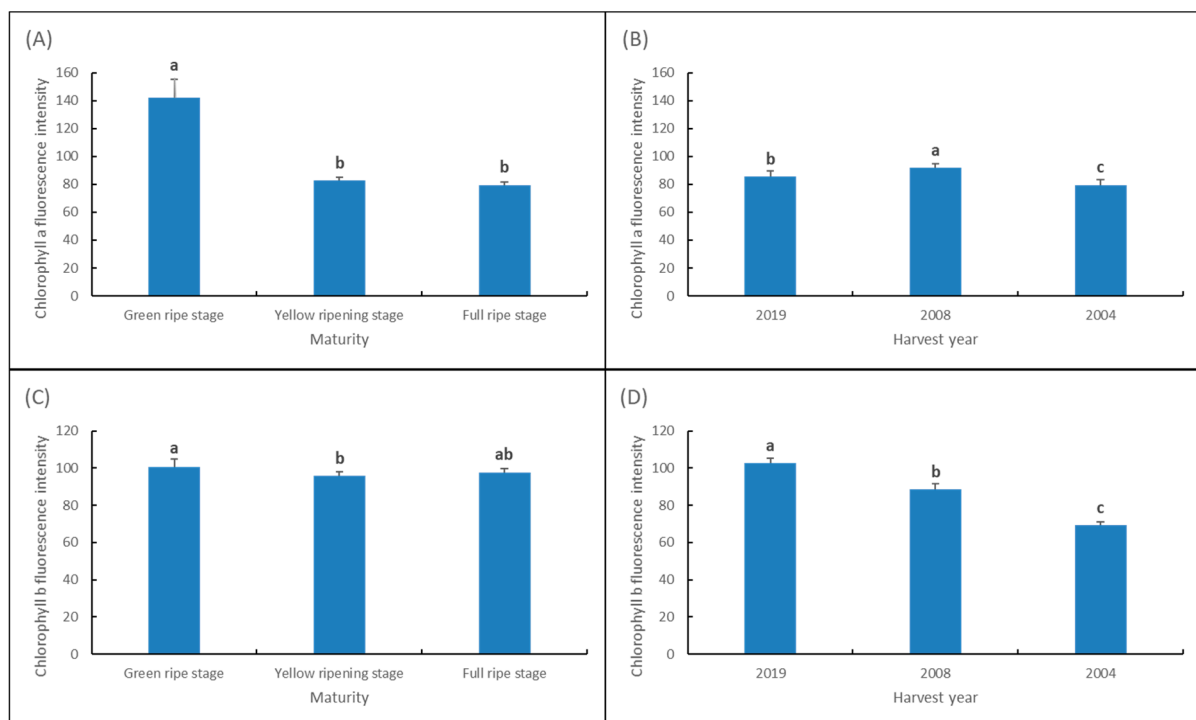 (A)
Chlorophyll a fluorescence intensity
160
140
120
100
80
60
40
20
0
a
b
b
Green ripe stage
Yellow ripening stage
Full ripe stage
Maturity
(B)
Chlorophyll a fluorescence intensity
160
140
120
100
80
60
40
20
0
b
a
c
2019
2008
2004
Harvest year
(C)
Chlorophyll b fluorescence intensity
120
100
80
60
40
20
0
a
b
ab
Green ripe stage
Yellow ripening stage
Full ripe stage
Maturity
(D)
Chlorophyll b fluorescence intensity
120
100
80
60
40
20
0
a
b
c
2019
2008
2004
Harvest year